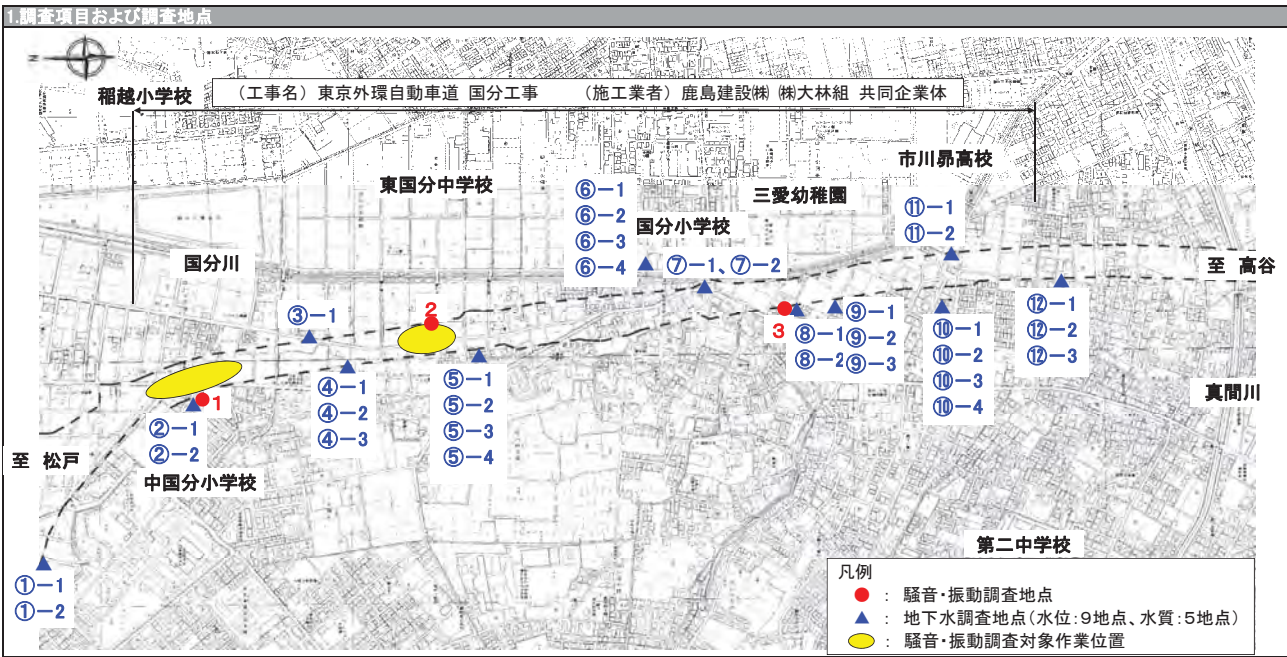 1.調査項目および調査地点
N
稲越小学校
(工事名) 東京外環自動車道 国分工事 (施工業者) 鹿島建設㈱ ㈱大林組 共同企業体
市川昴高校
東国分中学校
⑥-1
⑥-2
⑥-3
⑥-4
三愛幼稚園
国分小学校
⑪-1
⑪-2
国分川
⑦-1、⑦-2
至 高谷
③-1
2
3
⑧-1
⑧-2
⑨-1
⑨-2
⑨-3
⑩-1
⑩-2
⑩-3
⑩-4
⑫-1
⑫-2
⑫-3
④-1
④-2
④-3
⑤-1
⑤-2
⑤-3
⑤-4
1
②-1
②-2
真間川
至 松戸
中国分小学校
第二中学校
①-1
①-2
凡例
: 騒音・振動調査地点
: 地下水調査地点(水位:9地点、水質:5地点)
: 騒音・振動調査対象作業位置